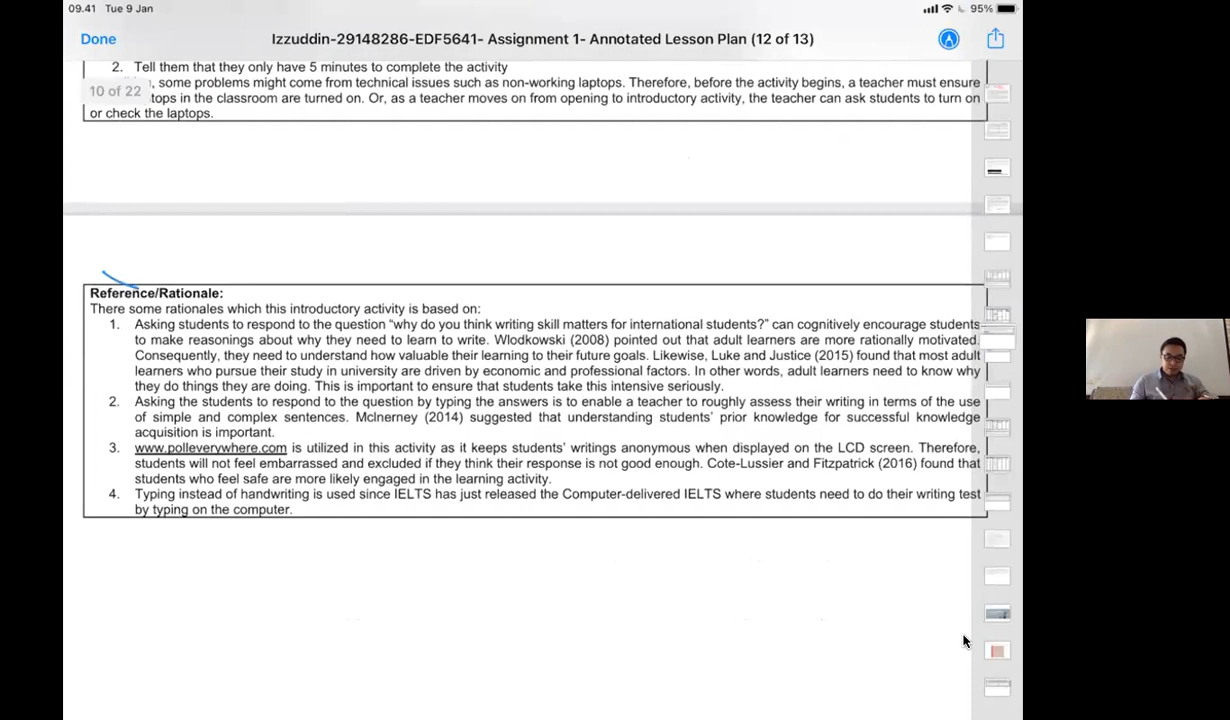 09.41 Tue 9 Jan
95%
Done
Izzuddin-29148286-EDF5641- Assignment 1- Annotated Lesson Plan (12 of 13)
2. Tell them that they only have 5 minutes to complete the activity
, some problems might come from technical issues such as non-working laptops. Therefore, before the activity begins, a teacher must ensure
10 of 22
tops in the classroom are turned on. Or, as a teacher moves on from opening to introductory activity, the teacher can ask students to turn on
or check the laptops.
Reference/Rationale:
There some rationales which this introductory activity is based on:
1. Asking students to respond to the question “why do you think writing skill matters for international students?” can cognitively encourage students
to make reasonings about why they need to learn to write. Wlodkowski (2008) pointed out that adult learners are more rationally motivated.
Consequently, they need to understand how valuable their learning to their future goals. Likewise, Luke and Justice (2015) found that most adult
learners who pursue their study in university are driven by economic and professional factors. In other words, adult learners need to know why
they do things they are doing. This is important to ensure that students take this intensive seriously.
2. Asking the students to respond to the question by typing the answers is to enable a teacher to roughly assess their writing in terms of the use
of simple and complex sentences. McInerney (2014) suggested that understanding students’ prior knowledge for successful knowledge
acquisition is important.
3. www.polleverywhere.com is utilized in this activity as it keeps students’ writings anonymous when displayed on the LCD screen. Therefore,
students will not feel embarrassed and excluded if they think their response is not good enough. Cote-Lussier and Fitzpatrick (2016) found that
students who feel safe are more likely engaged in the learning activity.
4. Typing instead of handwriting is used since IELTS has just released the Computer-delivered IELTS where students need to do their writing test
by typing on the computer.